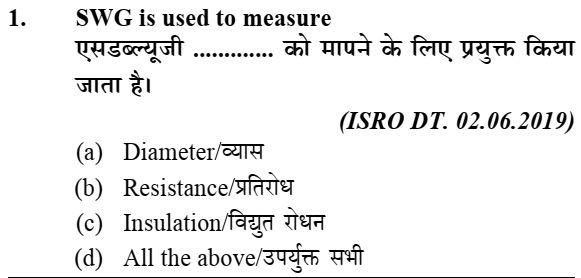 1. SWG is used to measure
एसडब्ल्यूजी ............. को मापने के लिए प्रयुक्त किया
जाता है।
(ISRO DT. 02.06.2019)
(a) Diameter/व्यास
(b) Resistance/प्रतिरोध
(c) Insulation/विद्युत रोधन
(d) All the above/उपर्युक्त सभी